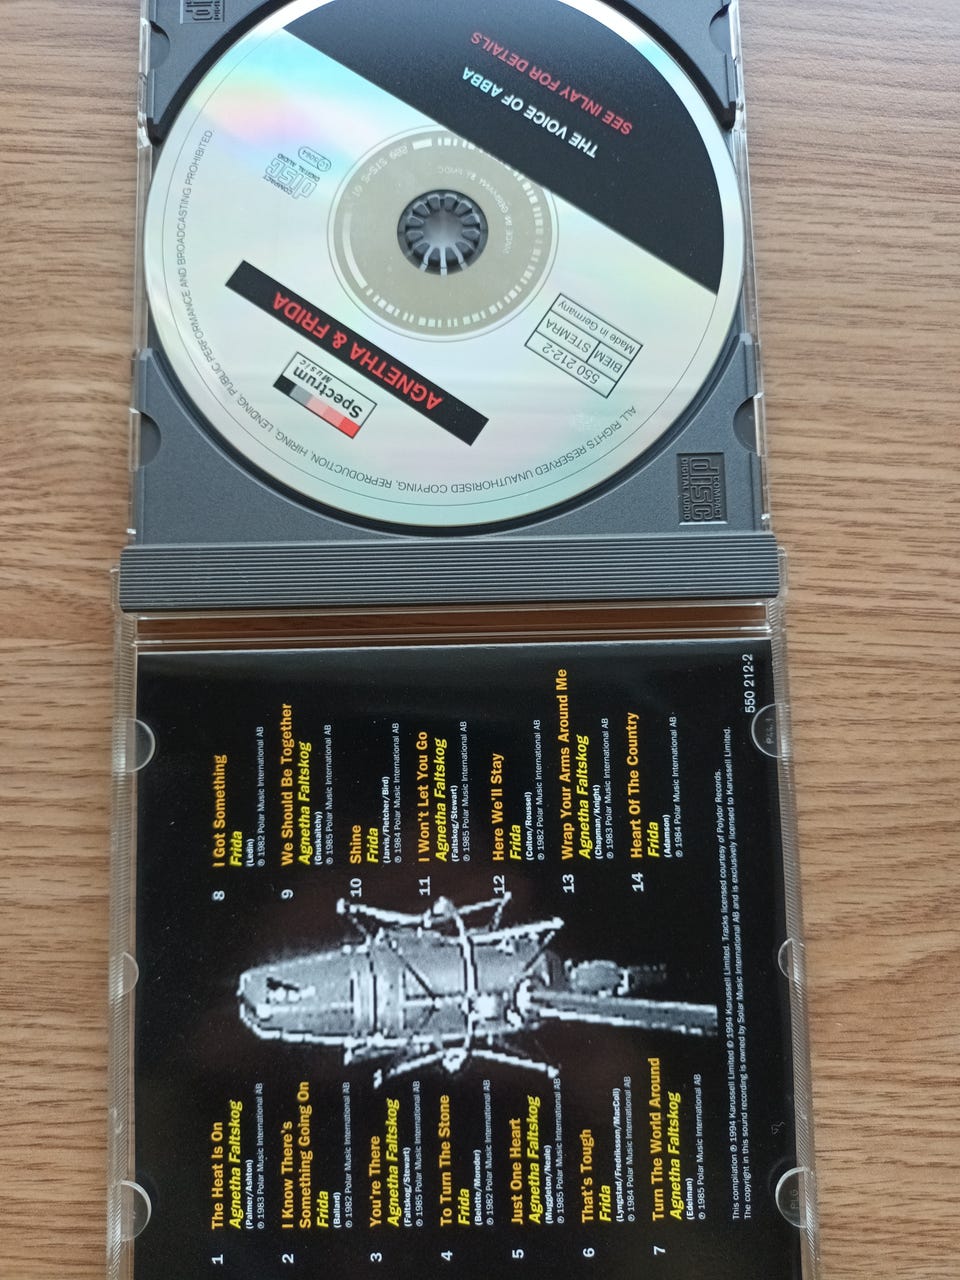 SEE INLAY FOR DETAILS
THE VOICE OF ABBA
COMPACT
disc
DIGITAL AUDIO
LC 5064
MADE IN GERMANY
AGNETHA & FRIDA
Spectrum
Music
550 212-2
BIEM STEMRA
Made in Germany
ALL RIGHTS RESERVED UNAUTHORISED COPYING, REPRODUCTION, HIRING, LENDING, PUBLIC PERFORMANCE AND BROADCASTING PROHIBITED
COMPACT
disc
DIGITAL AUDIO
1 The Heat Is On
Agnetha Faltskog
(Palmer/Ashton)
℗ 1983 Polar Music International AB
2 I Know There's
Something Going On
Frida
(Ballard)
℗ 1982 Polar Music International AB
3 You're There
Agnetha Faltskog
(Faltskog/Stewart)
℗ 1985 Polar Music International AB
4 To Turn The Stone
Frida
(Belotte/Moroder)
℗ 1982 Polar Music International AB
5 Just One Heart
Agnetha Faltskog
(Muggleton/Neale)
℗ 1985 Polar Music International AB
6 That's Tough
Frida
(Lyngstad/Fredriksson/MacColl)
℗ 1984 Polar Music International AB
7 Turn The World Around
Agnetha Faltskog
(Edelman)
℗ 1985 Polar Music International AB
8 I Got Something
Frida
(Ledin)
℗ 1982 Polar Music International AB
9 We Should Be Together
Agnetha Faltskog
(Gruskaitchy)
℗ 1985 Polar Music International AB
10 Shine
Frida
(Jarvis/Fletcher/Bird)
℗ 1984 Polar Music International AB
11 I Won't Let You Go
Agnetha Faltskog
(Faltskog/Stewart)
℗ 1985 Polar Music International AB
12 Here We'll Stay
Frida
(Colton/Roussel)
℗ 1982 Polar Music International AB
13 Wrap Your Arms Around Me
Agnetha Faltskog
(Chapman/Knight)
℗ 1983 Polar Music International AB
14 Heart Of The Country
Frida
(Adamson)
℗ 1984 Polar Music International AB
This compilation ℗ 1994 Karussell Limited © 1994 Karussell Limited. Tracks licensed courtesy of Polydor Records.
The copyright in this sound recording is owned by Solar Music International AB and is exclusively licensed to Karussell Limited.
550 212-2